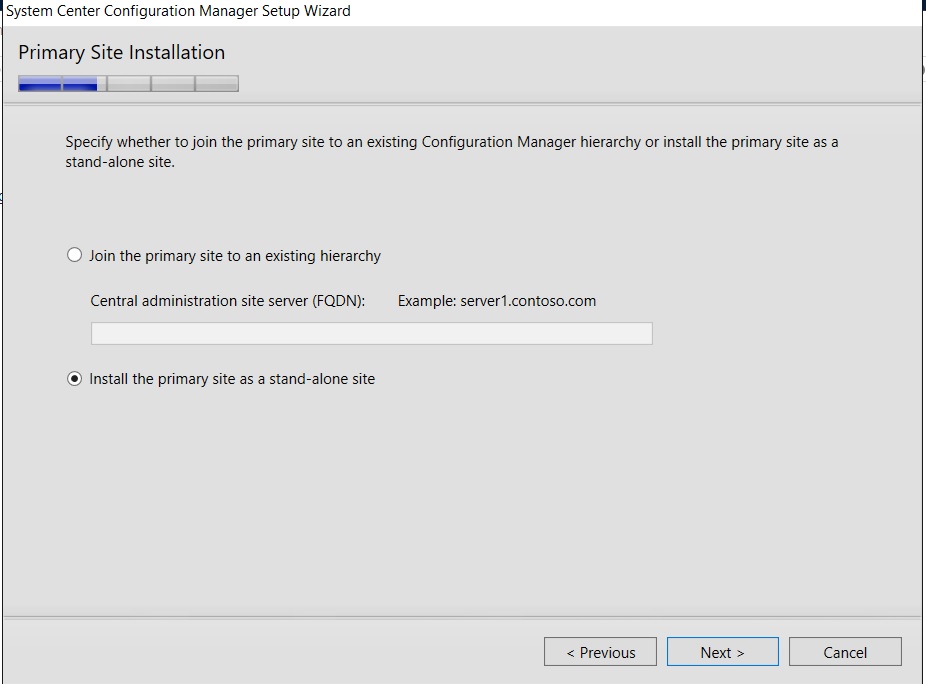 System Center Configuration Manager Setup Wizard
Primary Site Installation
Specify whether to join the primary site to an existing Configuration Manager hierarchy or install the primary site as a
stand-alone site.
Join the primary site to an existing hierarchy
Central administration site server (FQDN): Example: server1.contoso.com
Install the primary site as a stand-alone site
< Previous Next > Cancel